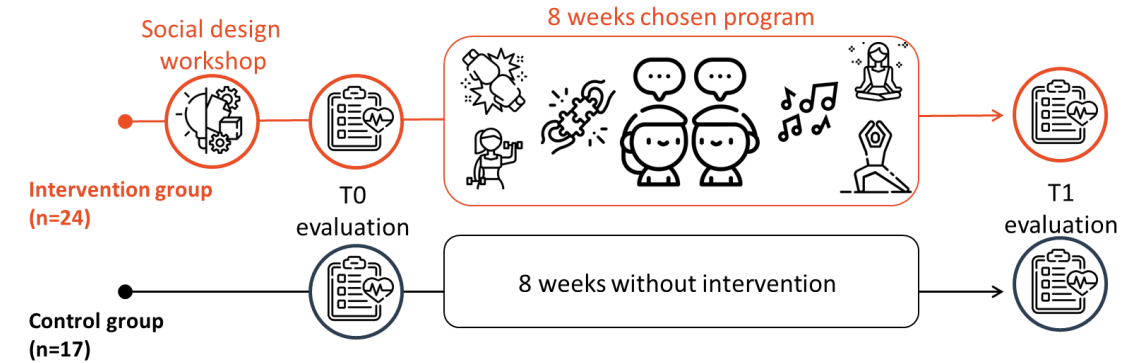 8 weeks chosen program
Social design
workshop
Intervention group
(n=24)
T0
evaluation
T1
evaluation
8 weeks without intervention
Control group
(n=17)